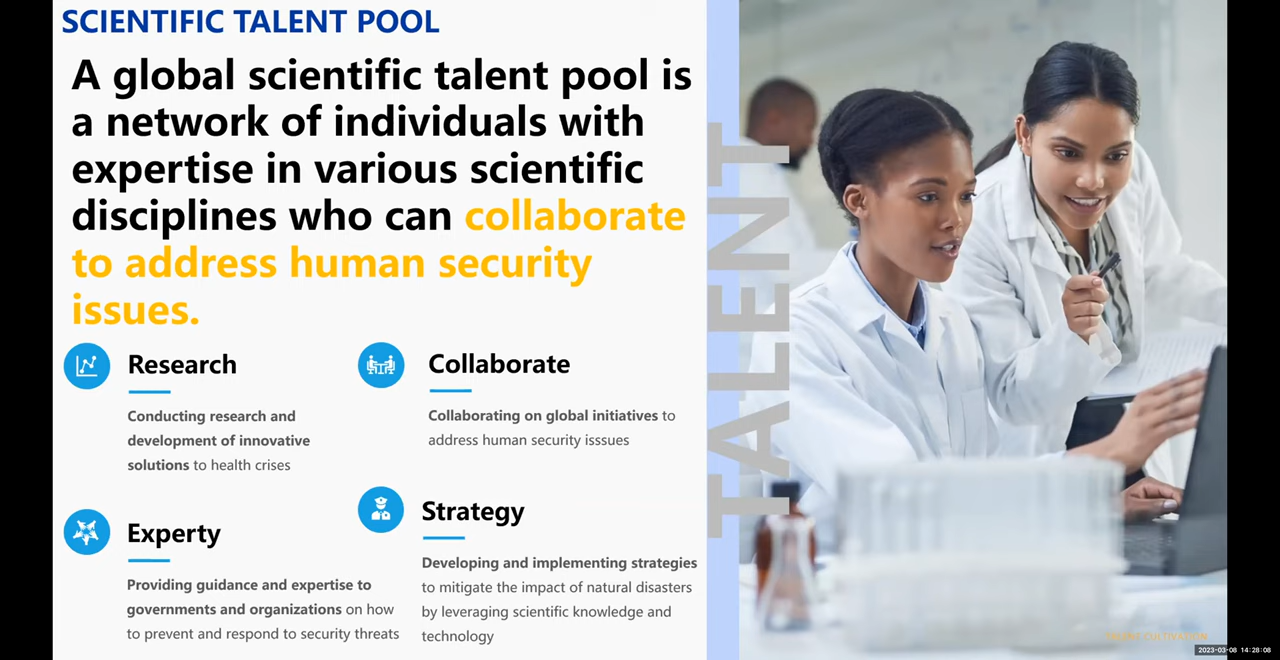 SCIENTIFIC TALENT POOL
A global scientific talent pool is
a network of individuals with
expertise in various scientific
disciplines who can collaborate
to address human security
issues.
Research
Conducting research and
development of innovative
solutions to health crises
Collaborate
Collaborating on global initiatives to
address human security isssues
Experty
Providing guidance and expertise to
governments and organizations on how
to prevent and respond to security threats
Strategy
Developing and implementing strategies
to mitigate the impact of natural disasters
by leveraging scientific knowledge and
technology
TALENT
TALENT CULTIVATION
2023-03-08 14:28:08